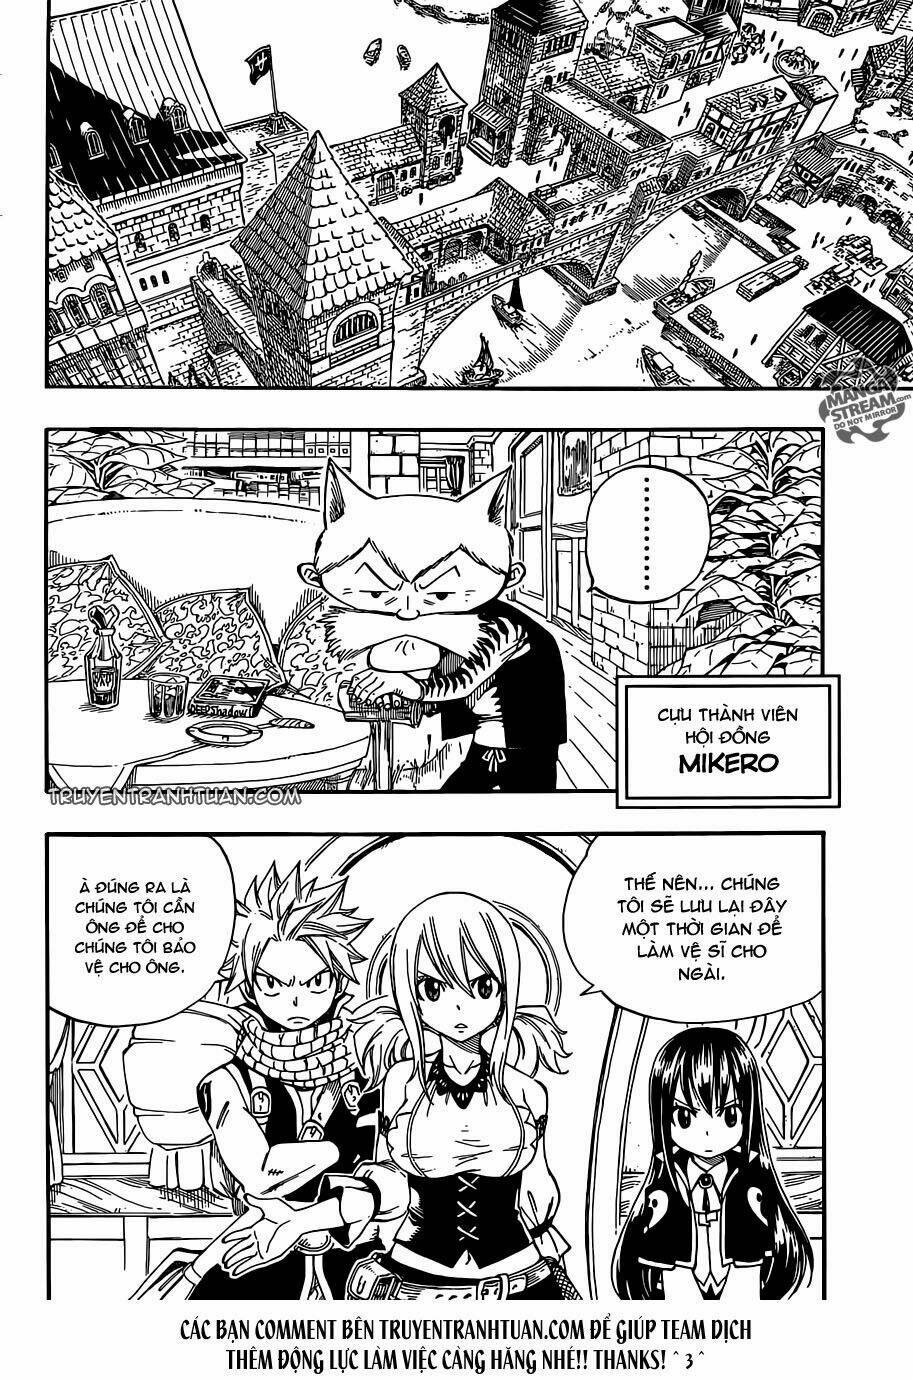 MANGA
STREAM.com
DO NOT MIRROR
.........
CỰU THÀNH VIÊN
HỘI ĐỒNG
MIKERO
DEEPShadow
TRUYENTRANHTUAN.COM
THẾ NÊN... CHÚNG
TÔI SẼ LƯU LẠI ĐÂY
MỘT THỜI GIAN ĐỂ
LÀM VỆ SĨ CHO
NGÀI.
À ĐÚNG RA LÀ
CHÚNG TÔI CẦN
ÔNG ĐỂ CHO
CHÚNG TÔI BẢO
VỆ CHO ÔNG.
CÁC BẠN COMMENT BÊN TRUYENTRANHTUAN.COM ĐỂ GIÚP TEAM DỊCH
THÊM ĐỘNG LỰC LÀM VIỆC CÀNG HĂNG NHÉ!! THANKS! ^ 3 ^